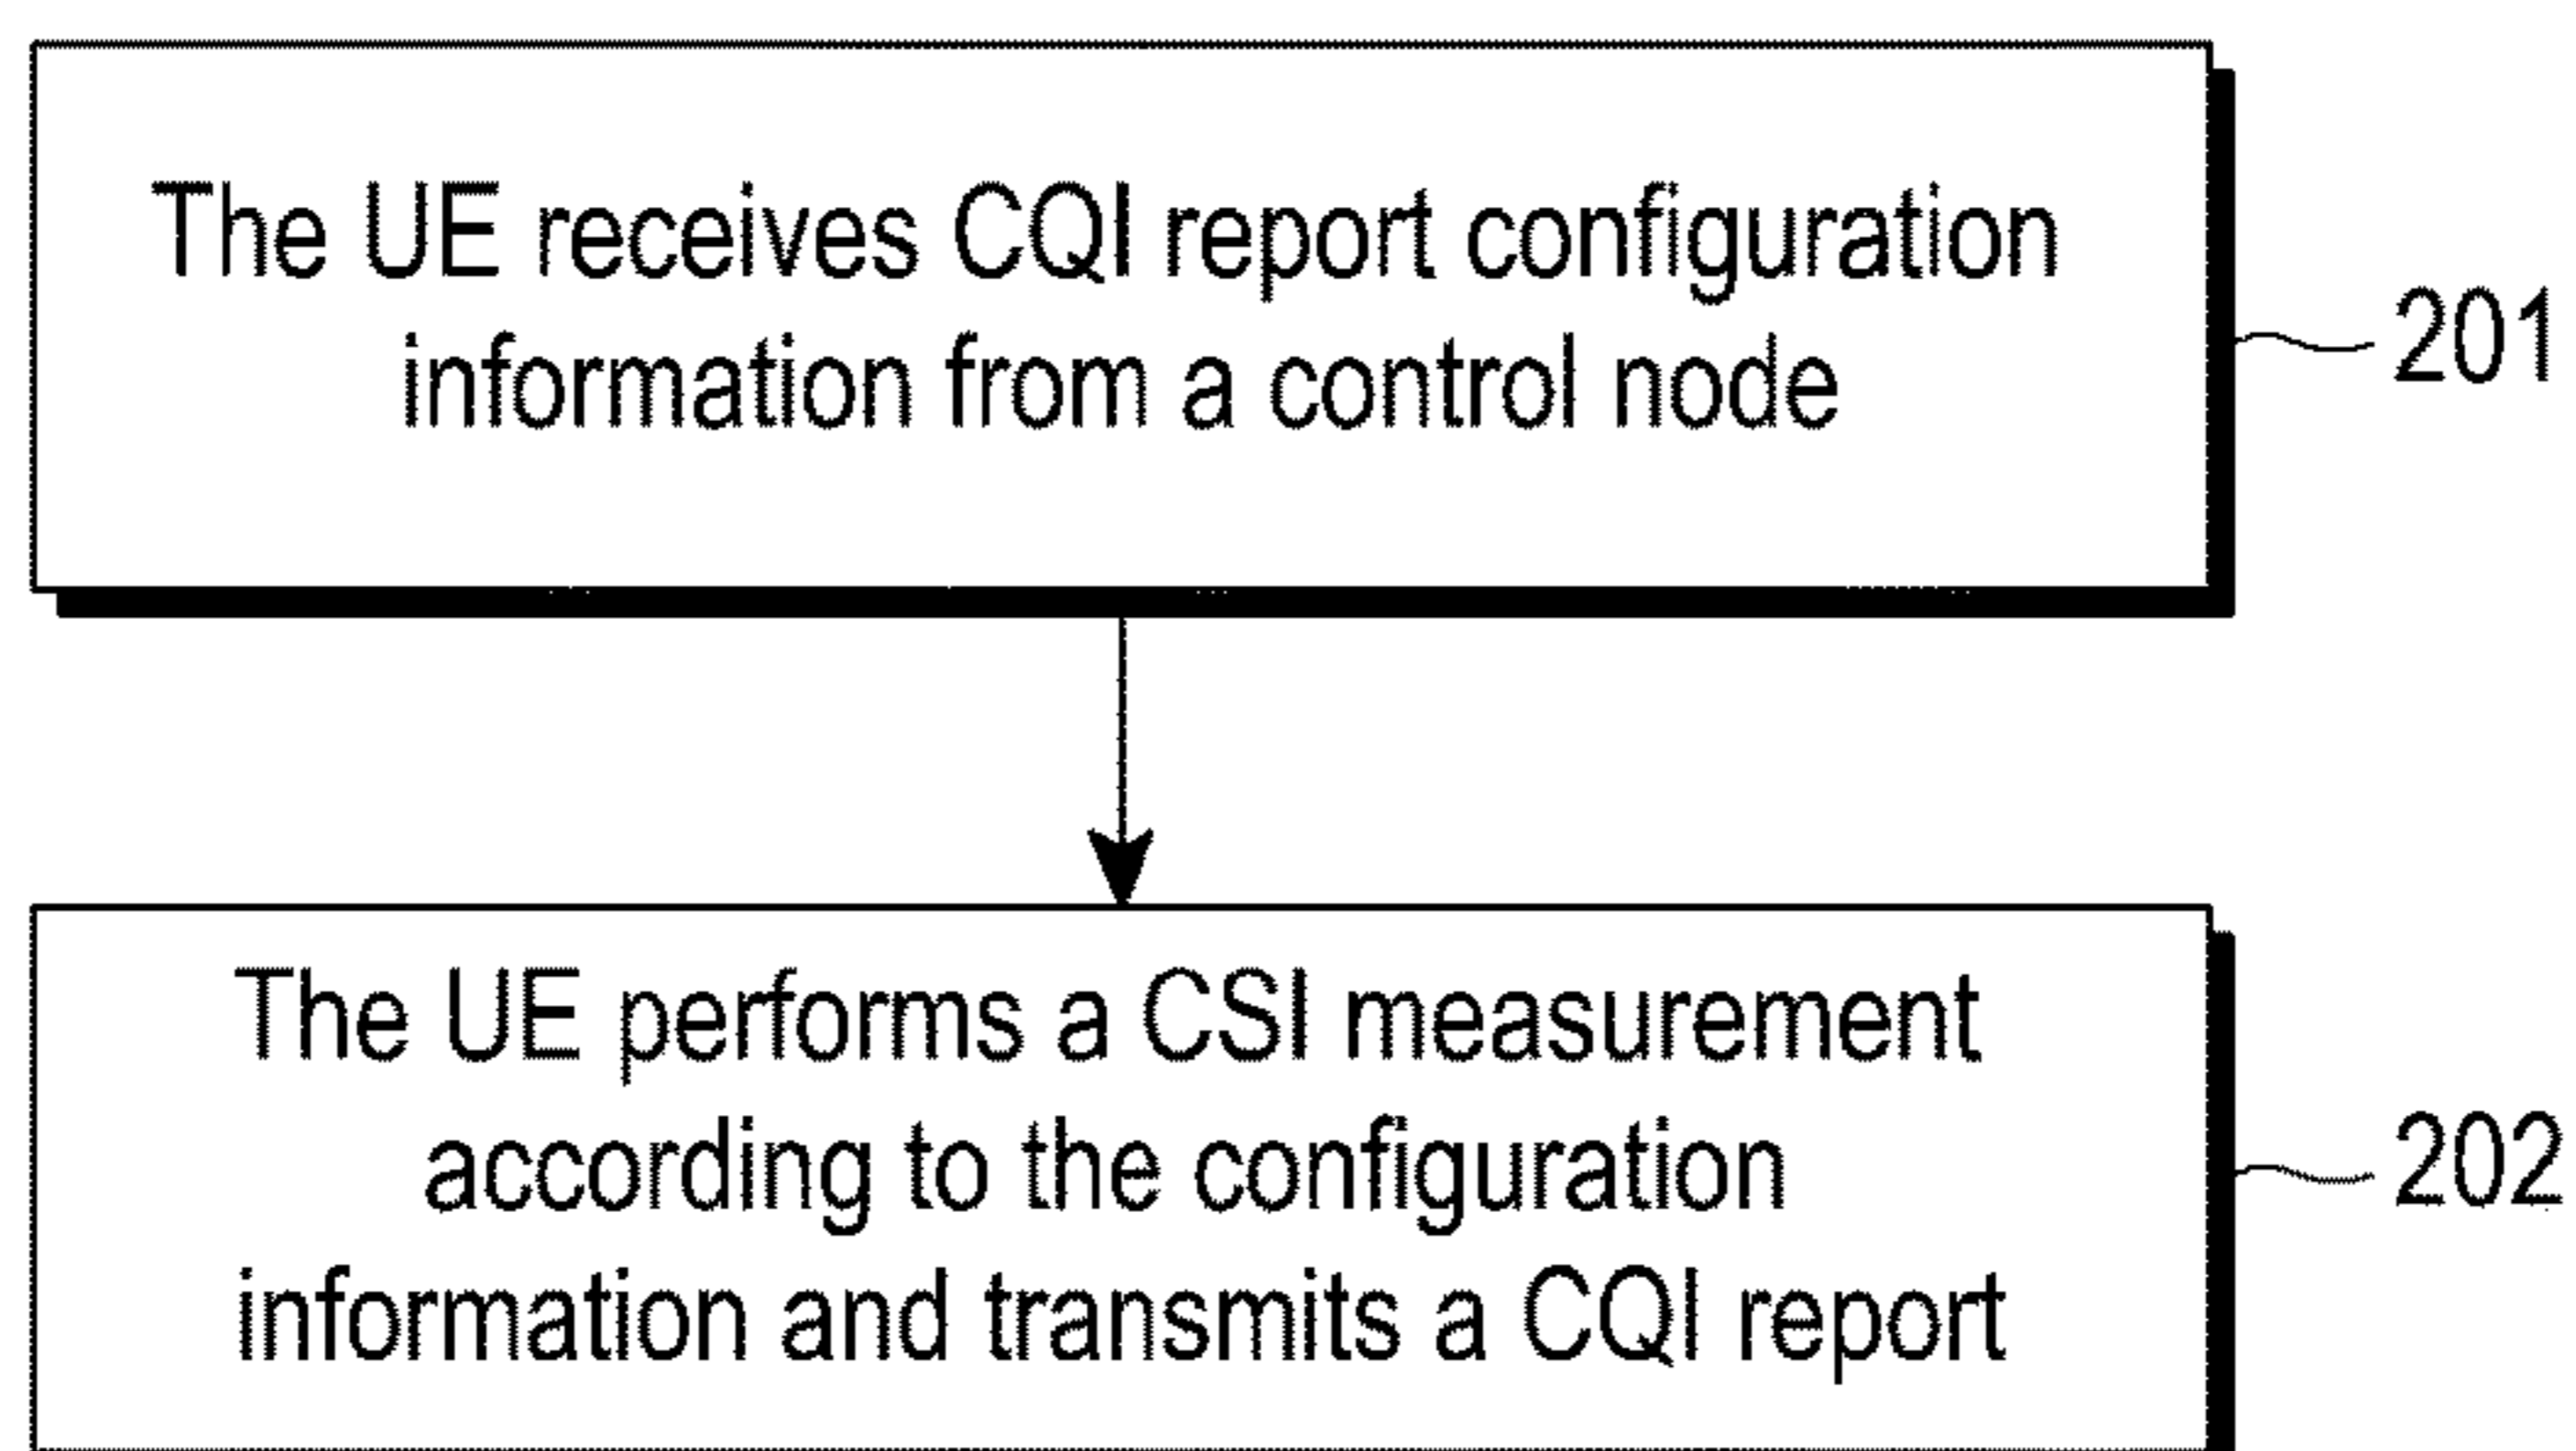 The UE receives CQI report configuration
information from a control node
201
The UE performs a CSI measurement
according to the configuration
information and transmits a CQI report
202